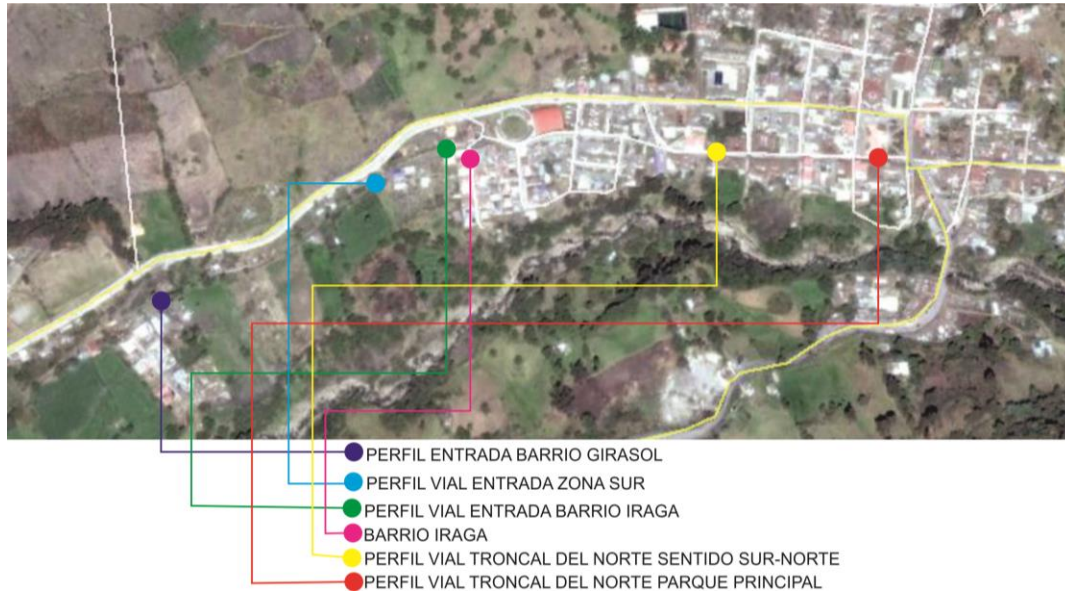 PERFIL ENTRADA BARRIO GIRASOL
PERFIL VIAL ENTRADA ZONA SUR
PERFIL VIAL ENTRADA BARRIO IRAGA
BARRIO IRAGA
PERFIL VIAL TRONCAL DEL NORTE SENTIDO SUR-NORTE
PERFIL VIAL TRONCAL DEL NORTE PARQUE PRINCIPAL